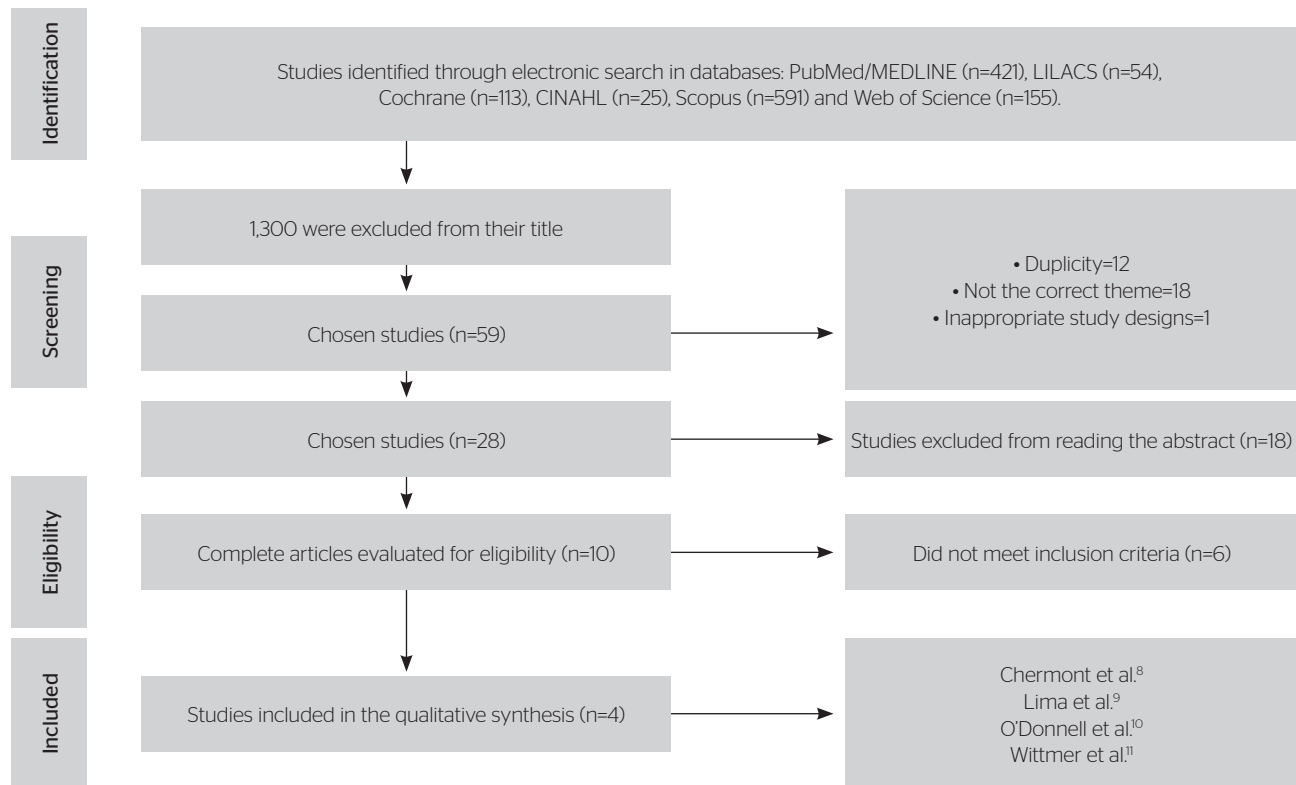 Identification
Studies identified through electronic search in databases: PubMed/MEDLINE (n=421), LILACS (n=54),
Cochrane (n=113), CINAHL (n=25), Scopus (n=591) and Web of Science (n=155).
Screening
1,300 were excluded from their title
Chosen studies (n=59)
• Duplicity=12
• Not the correct theme=18
• Inappropriate study designs=1
Chosen studies (n=28)
Studies excluded from reading the abstract (n=18)
Eligibility
Complete articles evaluated for eligibility (n=10)
Did not meet inclusion criteria (n=6)
Included
Studies included in the qualitative synthesis (n=4)
Chermont et al.⁸
Lima et al.⁹
O'Donnell et al.¹⁰
Wittmer et al.¹¹